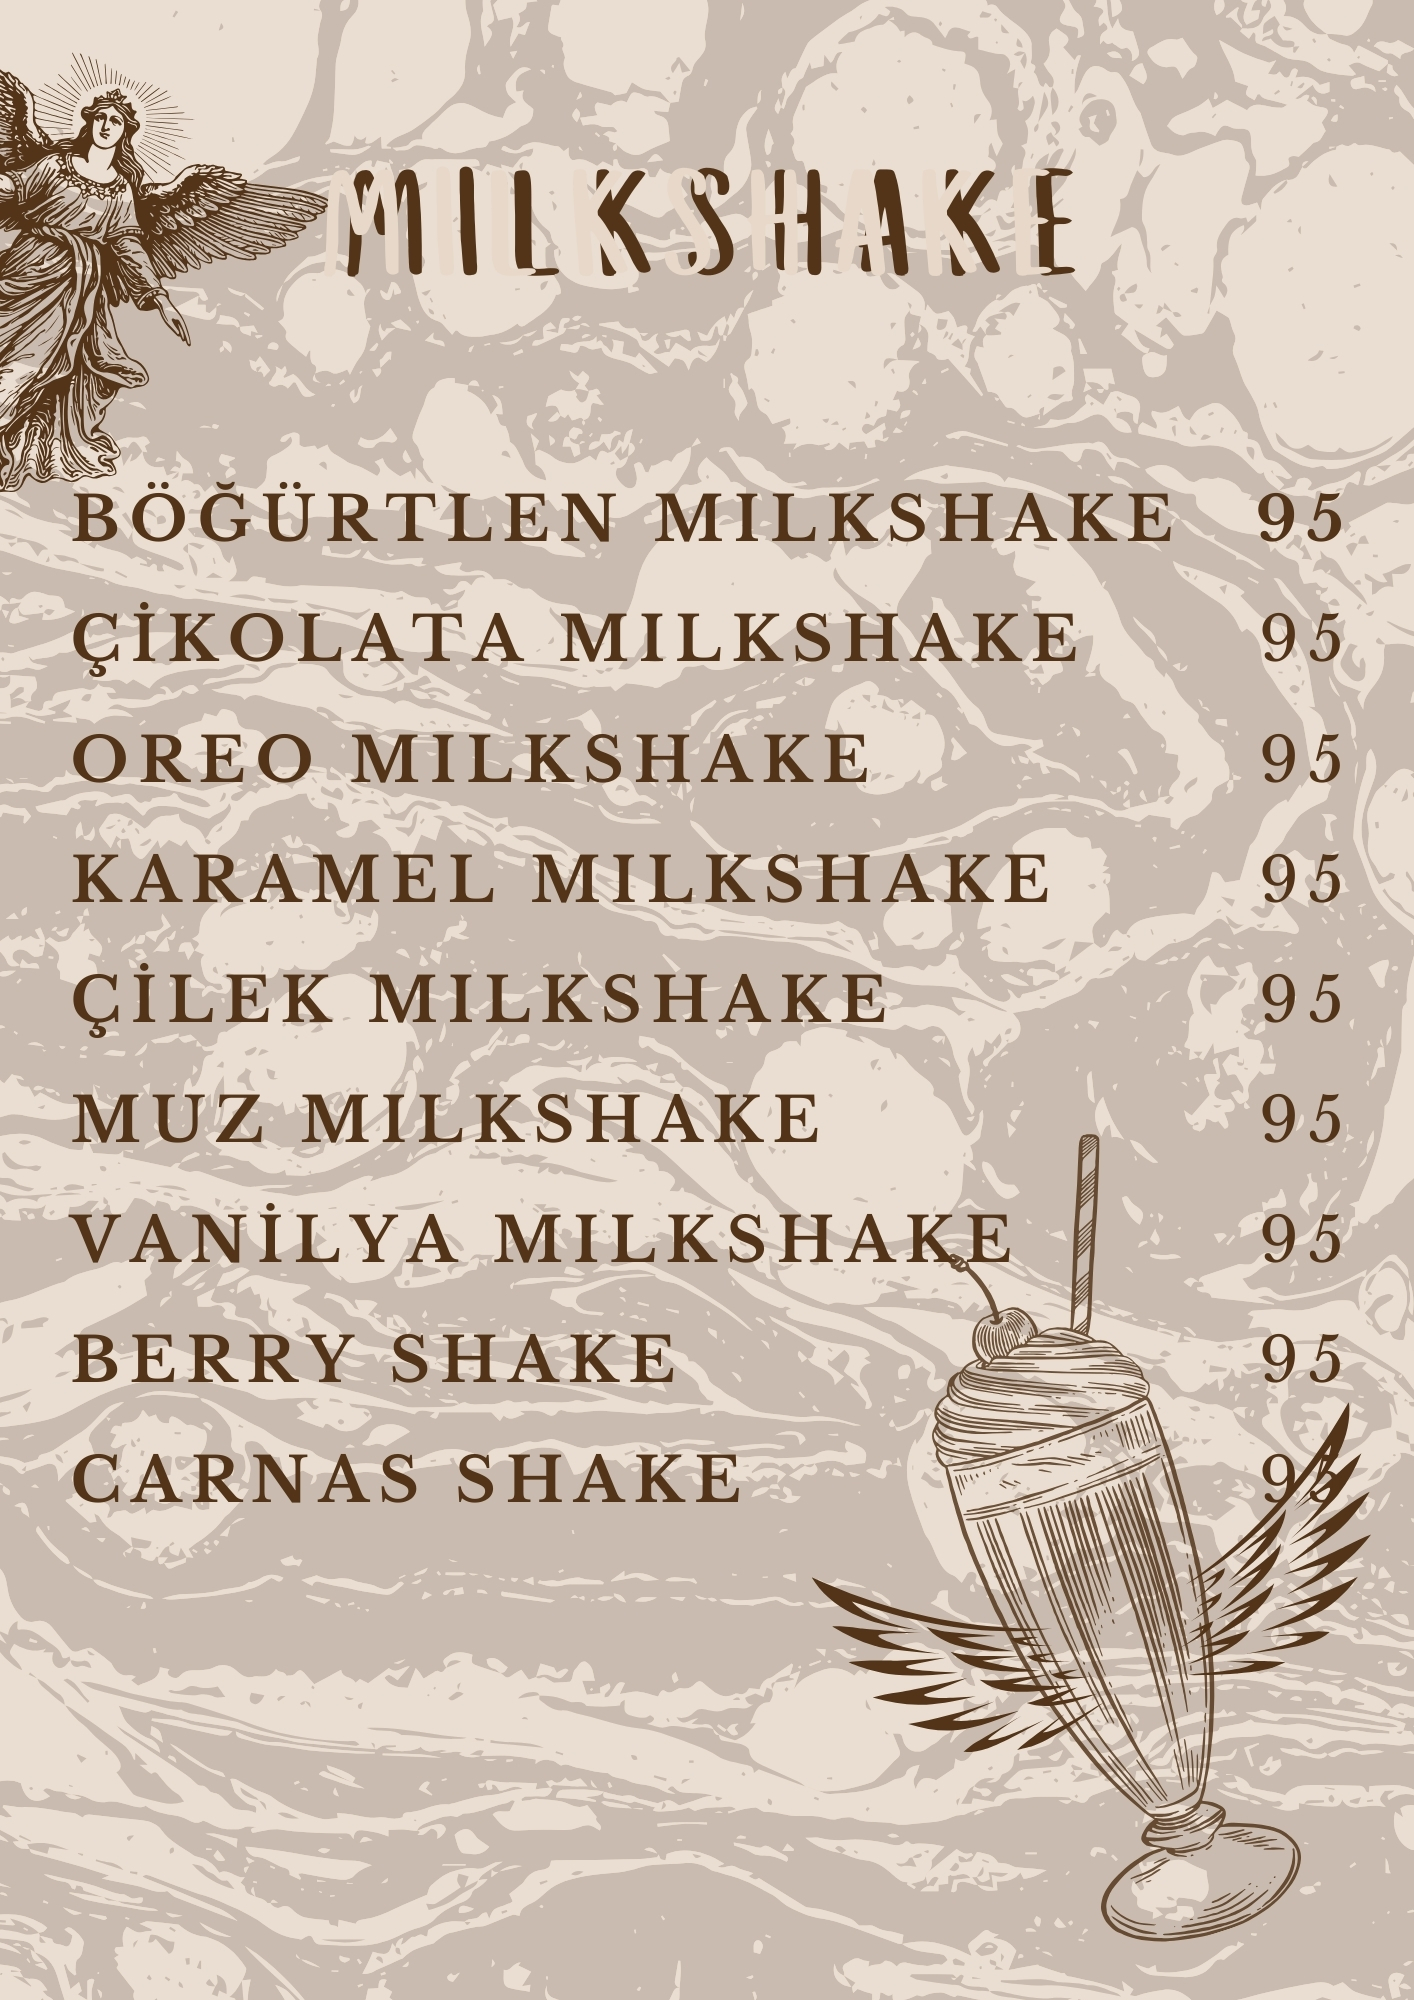 MILKSHAKE
BÖĞÜRTLEN MILKSHAKE 95
ÇİKOLATA MILKSHAKE 95
OREO MILKSHAKE 95
KARAMEL MILKSHAKE 95
ÇİLEK MILKSHAKE 95
MUZ MILKSHAKE 95
VANİLYA MILKSHAKE 95
BERRY SHAKE 95
CARNAS SHAKE 95